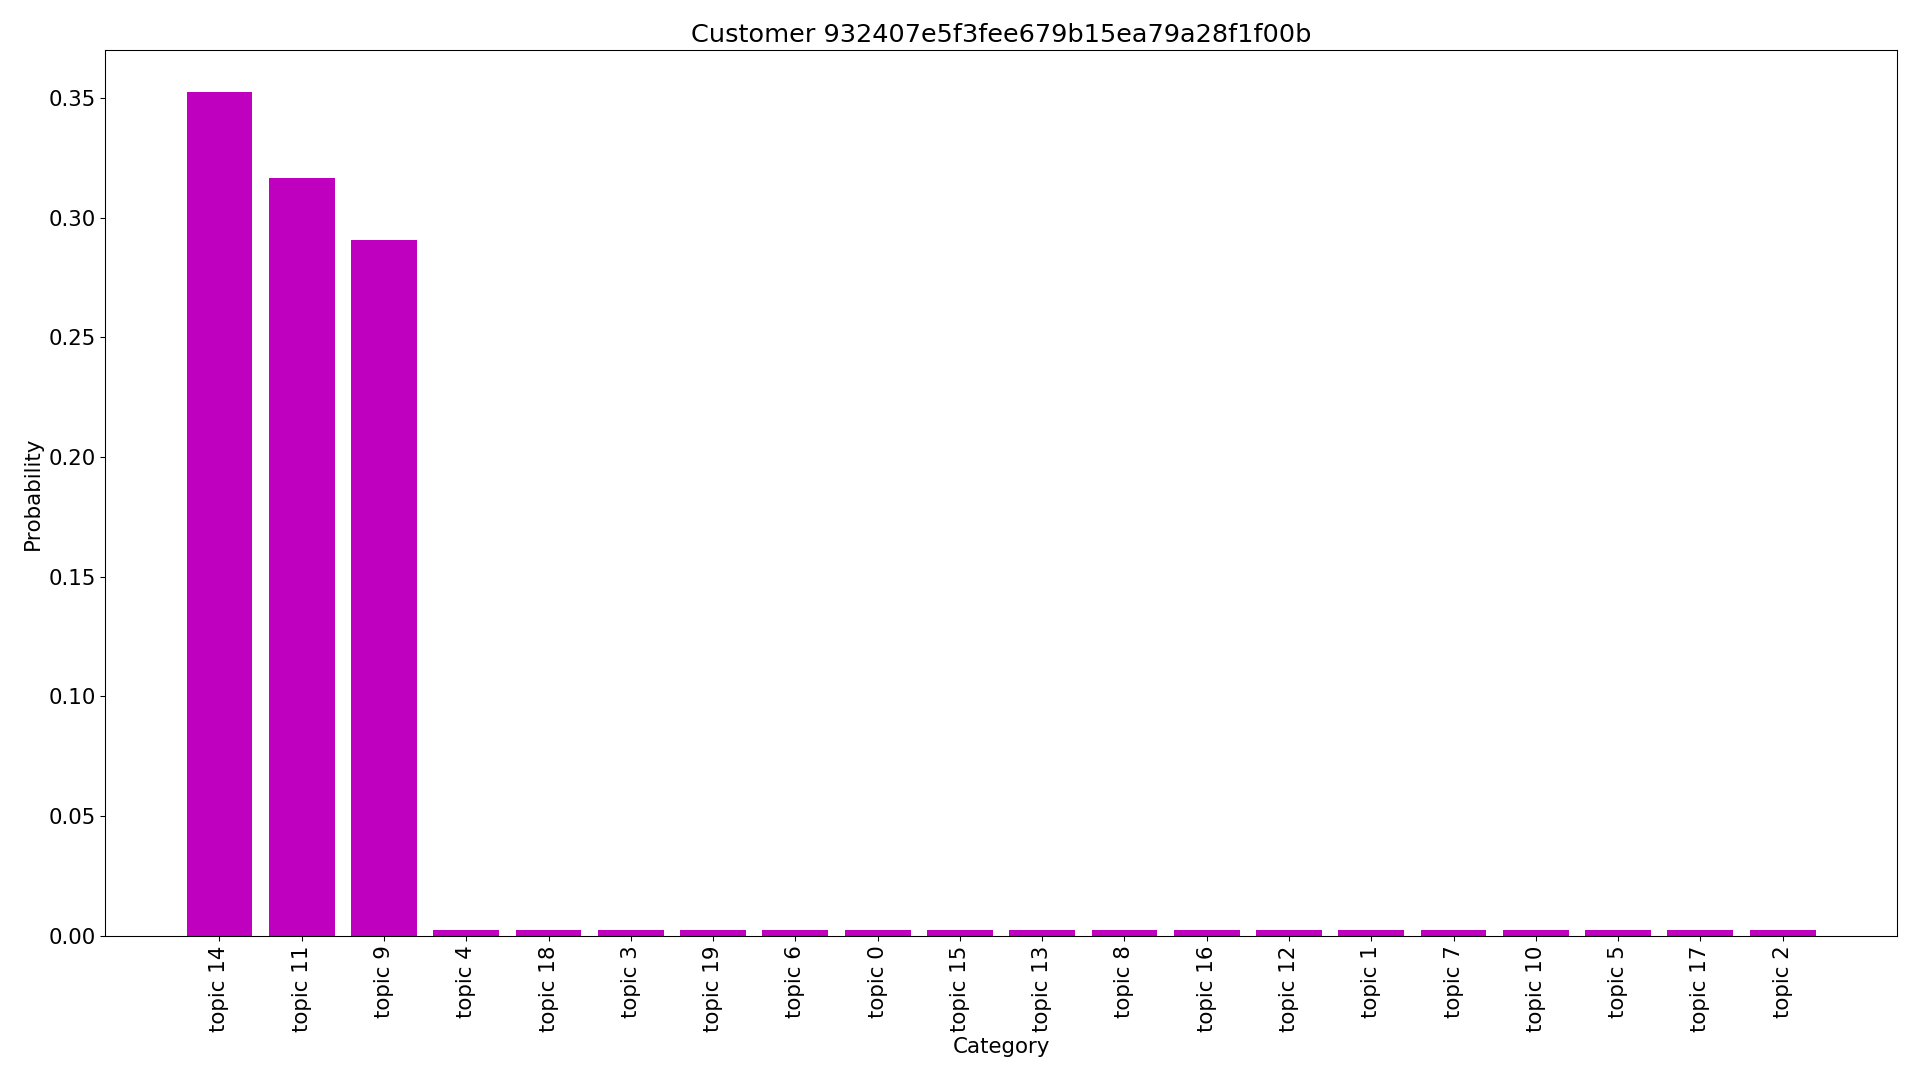 Customer 932407e5f3fee679b15ea79a28f1f00b
Probability
0.35
0.30
0.25
0.20
0.15
0.10
0.05
0.00
topic 14
topic 11
topic 9
topic 4
topic 18
topic 3
topic 19
topic 6
topic 0
topic 15
topic 13
topic 8
topic 16
topic 12
topic 1
topic 7
topic 10
topic 5
topic 17
topic 2
Category